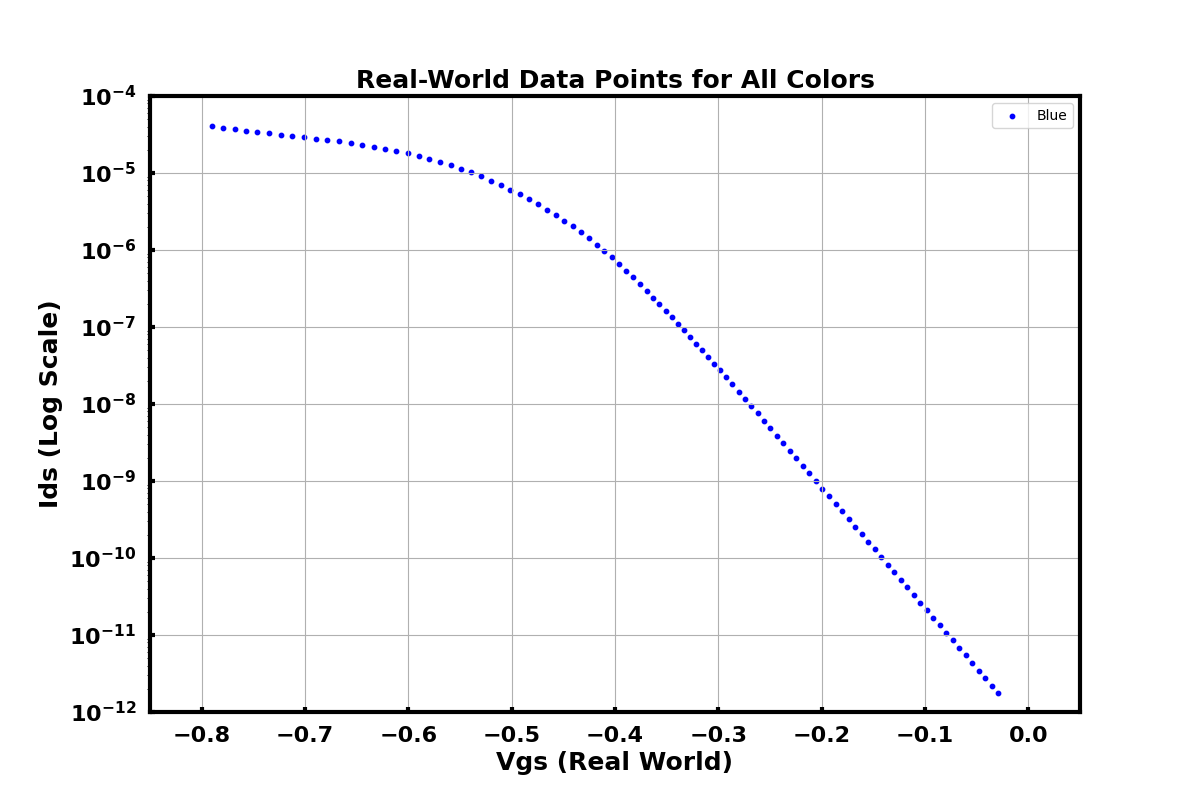 Real-World Data Points for All Colors
Blue
10⁻⁴
10⁻⁵
10⁻⁶
10⁻⁷
10⁻⁸
10⁻⁹
10⁻¹⁰
10⁻¹¹
10⁻¹²
Ids (Log Scale)
−0.8 −0.7 −0.6 −0.5 −0.4 −0.3 −0.2 −0.1 0.0
Vgs (Real World)